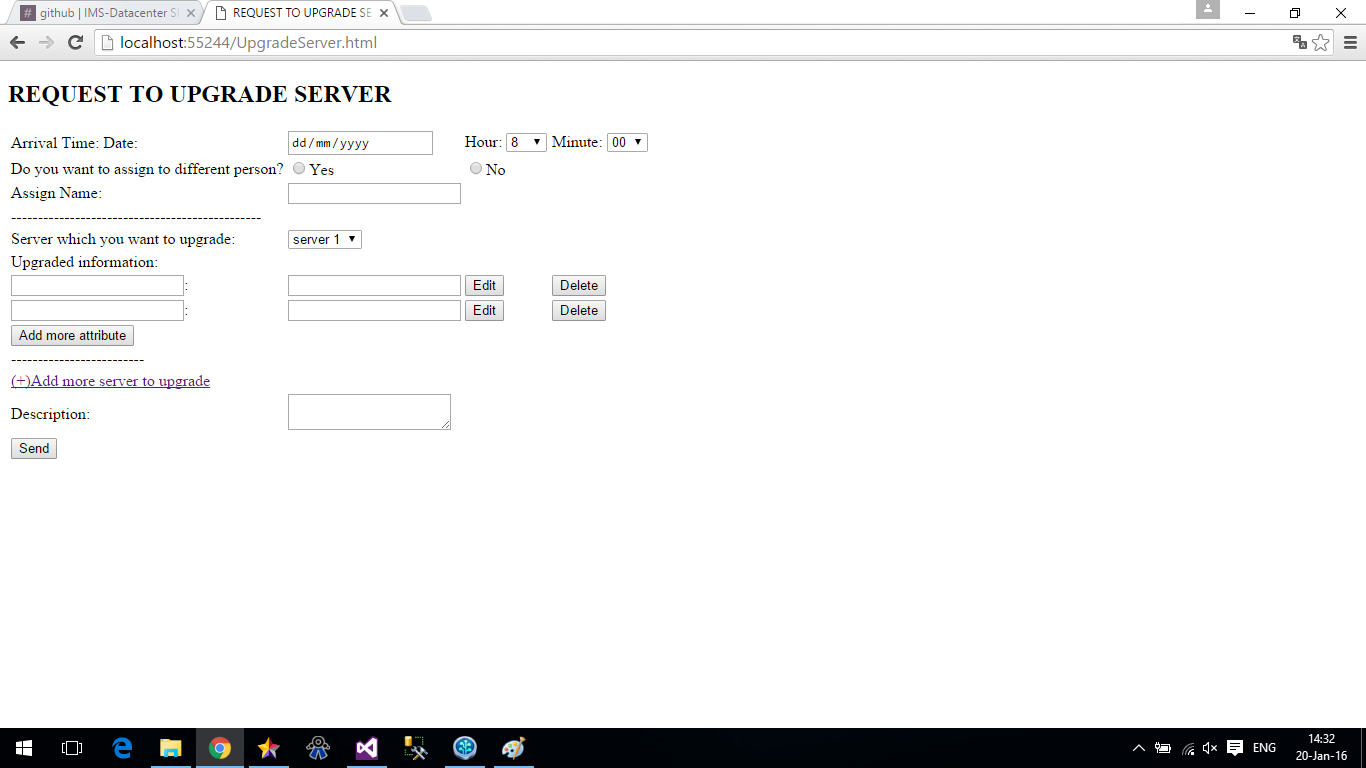 github | IMS-Datacenter S
REQUEST TO UPGRADE SE
localhost:55244/UpgradeServer.html
REQUEST TO UPGRADE SERVER
Arrival Time: Date: dd/mm/yyyy Hour: 8 Minute: 00
Do you want to assign to different person? Yes No
Assign Name:
-----------------------------------------------
Server which you want to upgrade: server 1
Upgraded information:
: Edit Delete
: Edit Delete
Add more attribute
-------------------------
(+)Add more server to upgrade
Description:
Send
ENG
14:32
20-Jan-16